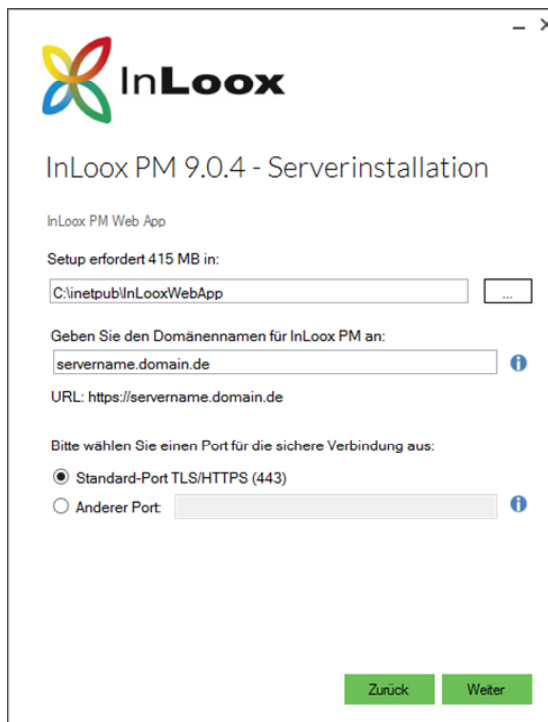 InLoox
InLoox PM 9.0.4 - Serverinstallation
InLoox PM Web App
Setup erfordert 415 MB in:
C:\inetpub\InLooxWebApp
...
Geben Sie den Domänennamen für InLoox PM an:
servername.domain.de
URL: https://servername.domain.de
Bitte wählen Sie einen Port für die sichere Verbindung aus:
Standard-Port TLS/HTTPS (443)
Anderer Port:
Zurück Weiter